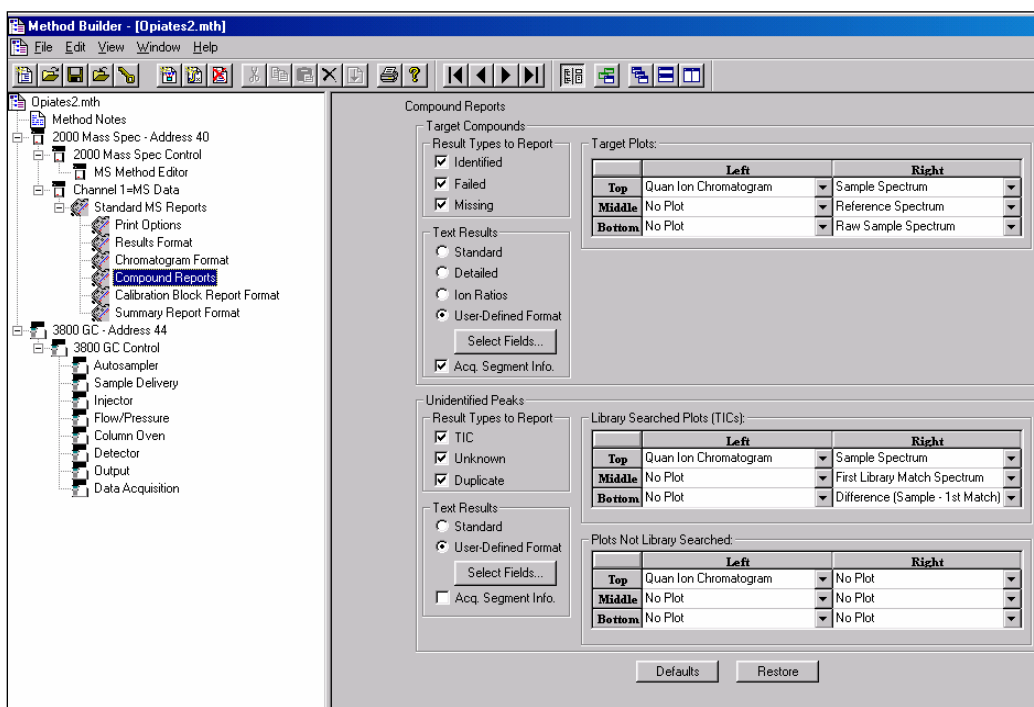 Method Builder - [Opiates2.mth]
File Edit View Window Help
Opiates2.mth
Method Notes
2000 Mass Spec - Address 40
2000 Mass Spec Control
MS Method Editor
Channel 1=MS Data
Standard MS Reports
Print Options
Results Format
Chromatogram Format
Compound Reports
Calibration Block Report Format
Summary Report Format
3800 GC - Address 44
3800 GC Control
Autosampler
Sample Delivery
Injector
Flow/Pressure
Column Oven
Detector
Output
Data Acquisition
Compound Reports
Target Compounds
Result Types to Report
Identified
Failed
Missing
Text Results
Standard
Detailed
Ion Ratios
User-Defined Format
Select Fields...
Acq. Segment Info.
Target Plots:
Left Right
Top Quan Ion Chromatogram Sample Spectrum
Middle No Plot Reference Spectrum
Bottom No Plot Raw Sample Spectrum
Unidentified Peaks
Result Types to Report
TIC
Unknown
Duplicate
Text Results
Standard
User-Defined Format
Select Fields...
Acq. Segment Info.
Library Searched Plots (TICs):
Left Right
Top Quan Ion Chromatogram Sample Spectrum
Middle No Plot First Library Match Spectrum
Bottom No Plot Difference (Sample - 1st Match)
Plots Not Library Searched:
Left Right
Top Quan Ion Chromatogram No Plot
Middle No Plot No Plot
Bottom No Plot No Plot
Defaults Restore